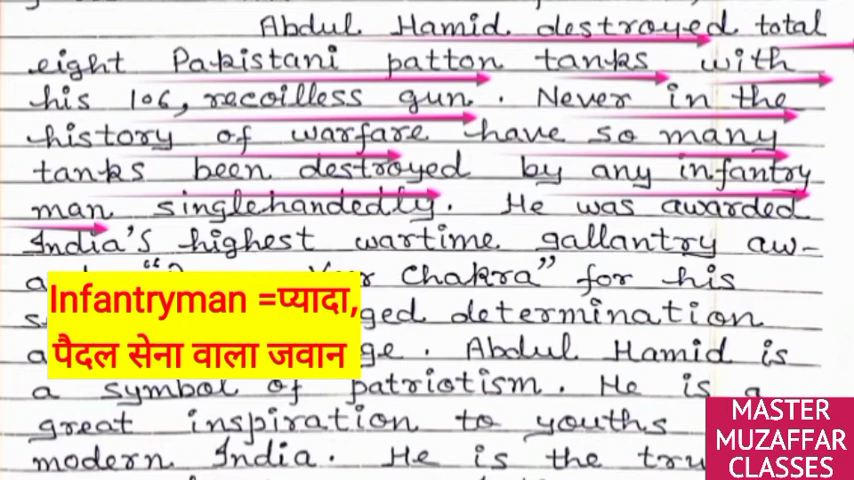 Abdul Hamid destroyed total
eight Pakistani patton tanks with
his 106, recoilless gun. Never in the
history of warfare have so many
tanks been destroyed by any infantry
man singlehandedly. He was awarded
India's highest wartime gallantry aw-
Chakra" for his
determination
Abdul Hamid is
a symbol of patriotism. He is a
great inspiration to youths
modern India. He is the
Infantryman =प्यादा,
पैदल सेना वाला जवान
MASTER
MUZAFFAR
CLASSES